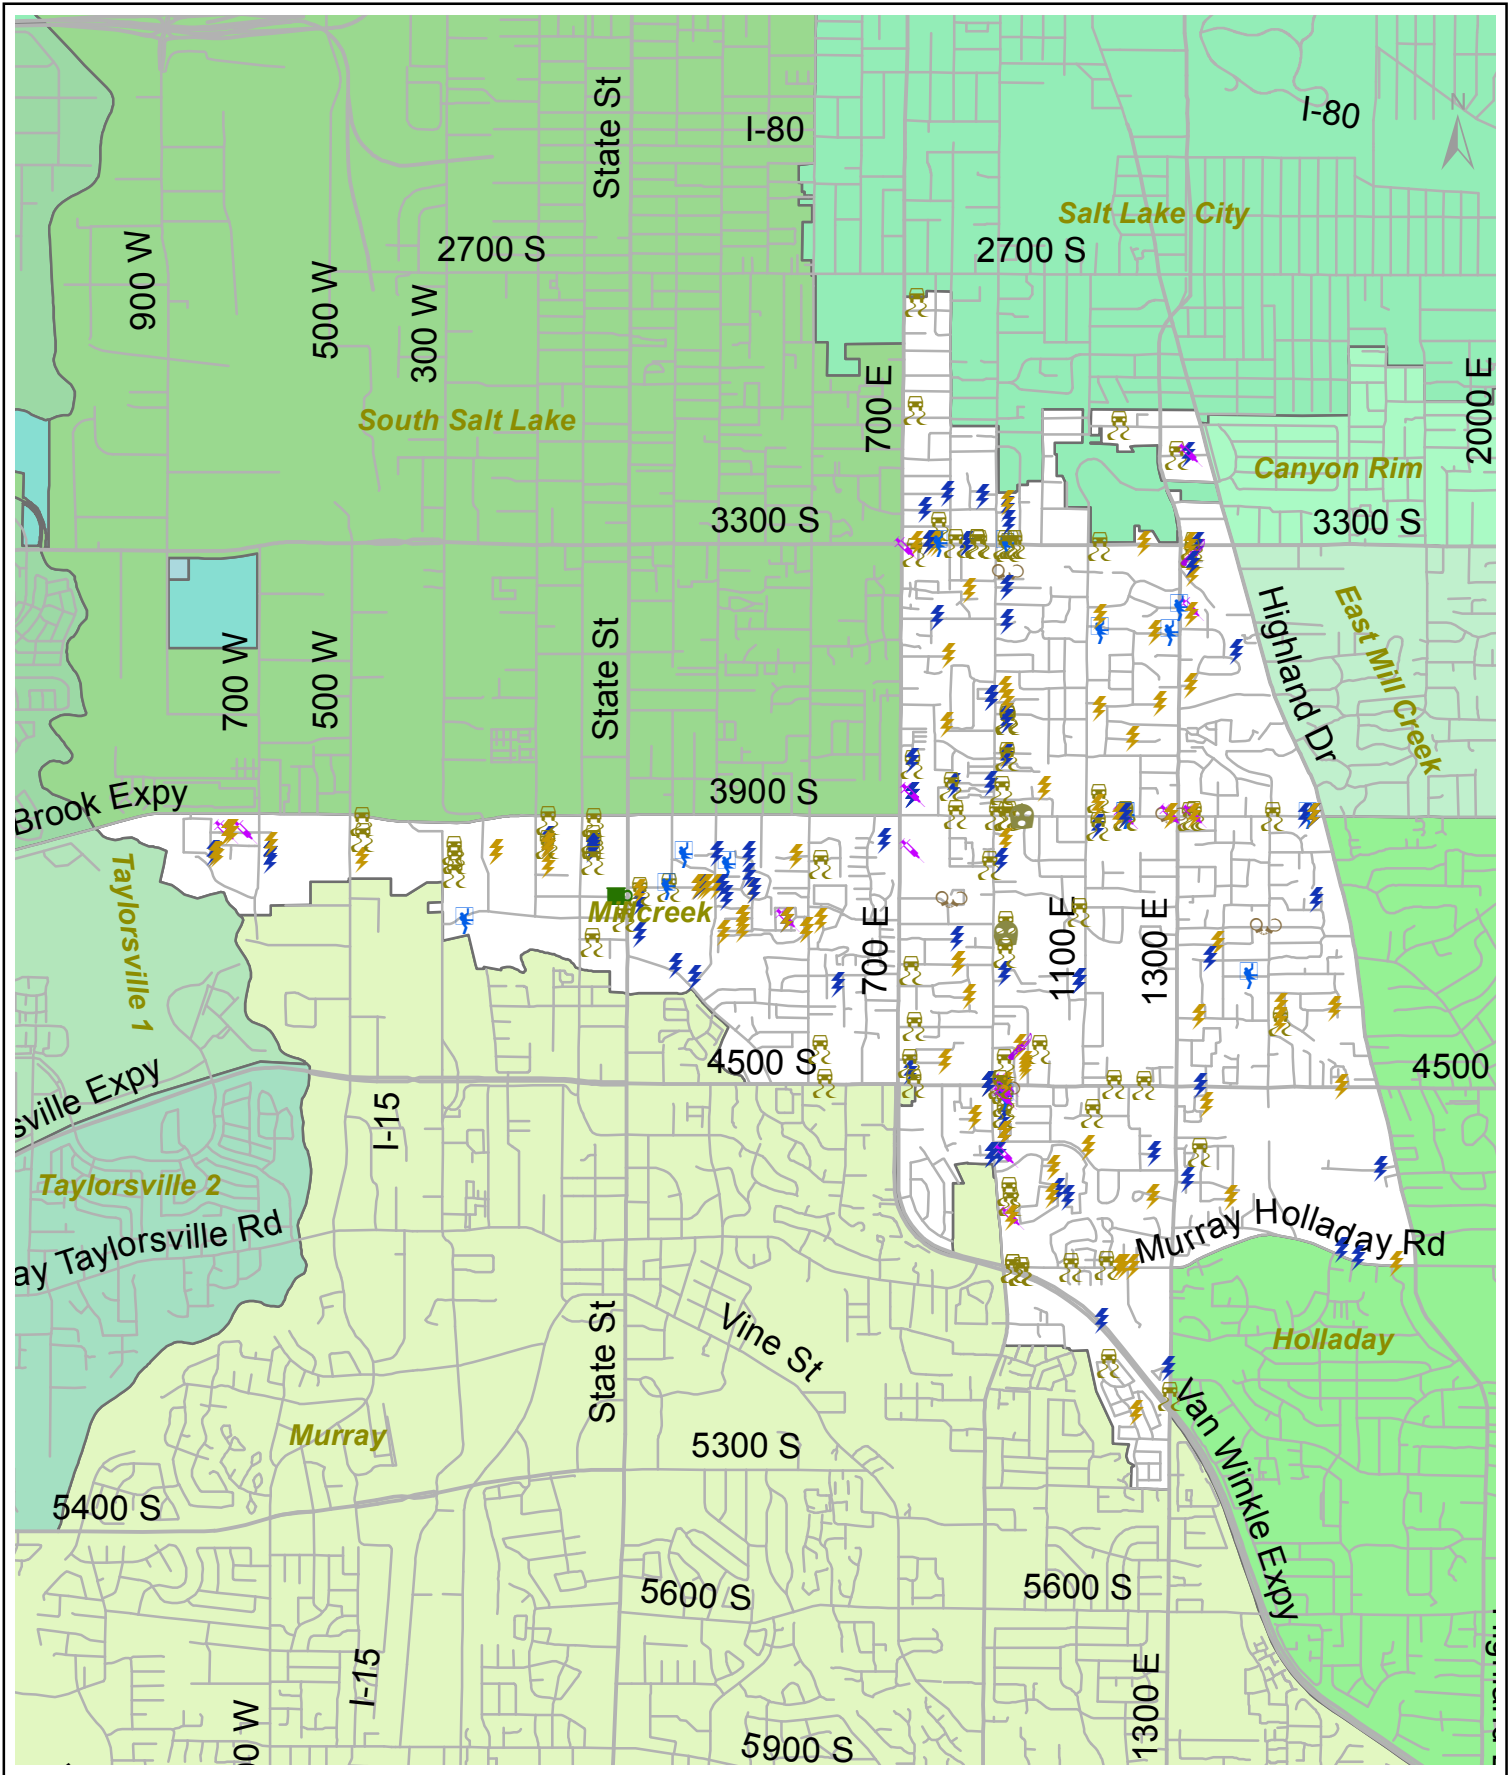 State St
I-80
I-80
N
Salt Lake City
900 W
2700 S
2700 S
500 W
300 W
700 E
2000 E
South Salt Lake
Canyon Rim
3300 S
3300 S
700 W
500 W
State St
Highland Dr
East Mill Creek
3900 S
Brook Expy
Taylorsville 1
Millcreek
700 E
1100 E
1300 E
4500 S
4500
sville Expy
I-15
Taylorsville 2
ay Taylorsville Rd
Murray Holladay Rd
State St
Vine St
Holladay
Murray
5300 S
Van Winkle Expy
5400 S
5600 S
5600 S
I-15
00 W
1300 E
5900 S